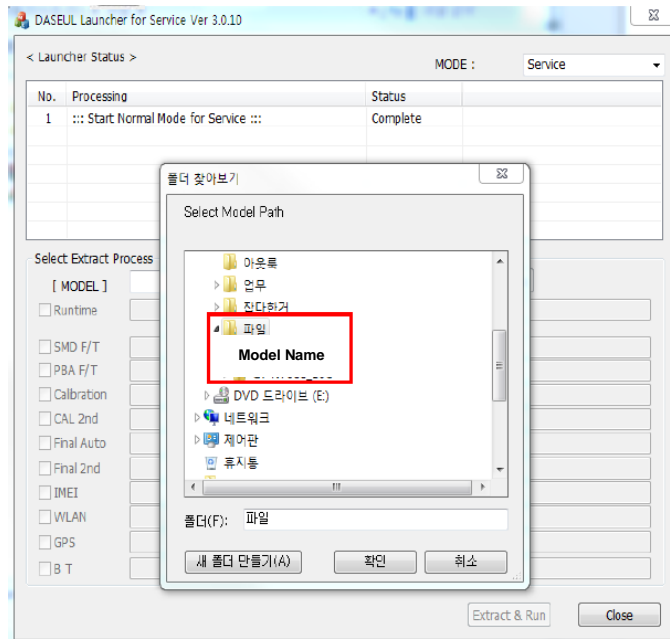 DASEUL Launcher for Service Ver 3.0.10
< Launcher Status >
MODE : Service
No. Processing Status
1 ::: Start Normal Mode for Service ::: Complete
폴더 찾아보기
Select Model Path
아웃룩
업무
잡다한거
파일
Model Name
DVD 드라이브 (E:)
네트워크
제어판
휴지통
폴더(F): 파일
새 폴더 만들기(A) 확인 취소
Select Extract Process
[ MODEL ]
Runtime
SMD F/T
PBA F/T
Calbration
CAL 2nd
Final Auto
Final 2nd
IMEI
WLAN
GPS
B T
Extract & Run Close